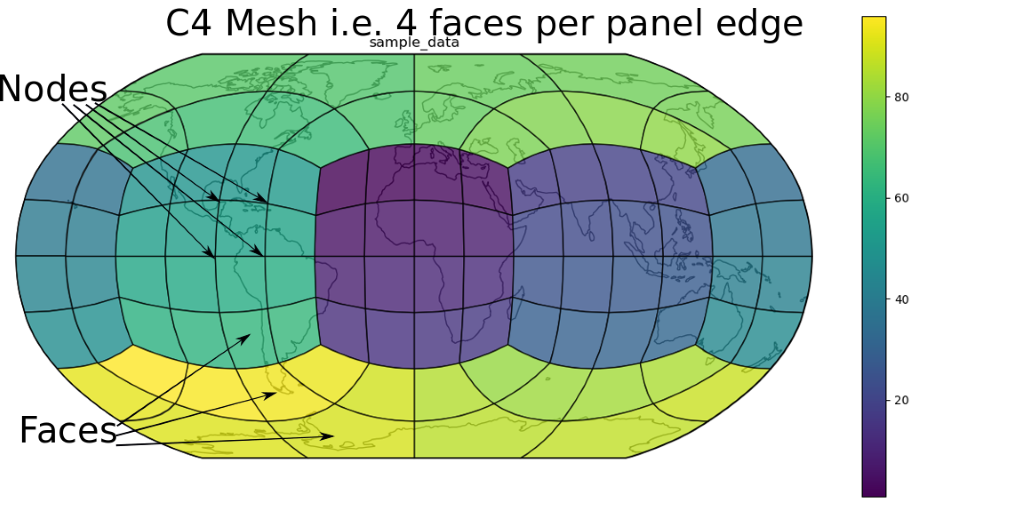 C4 Mesh i.e. 4 faces per panel edge
sample_data
Nodes
Faces
80
60
40
20